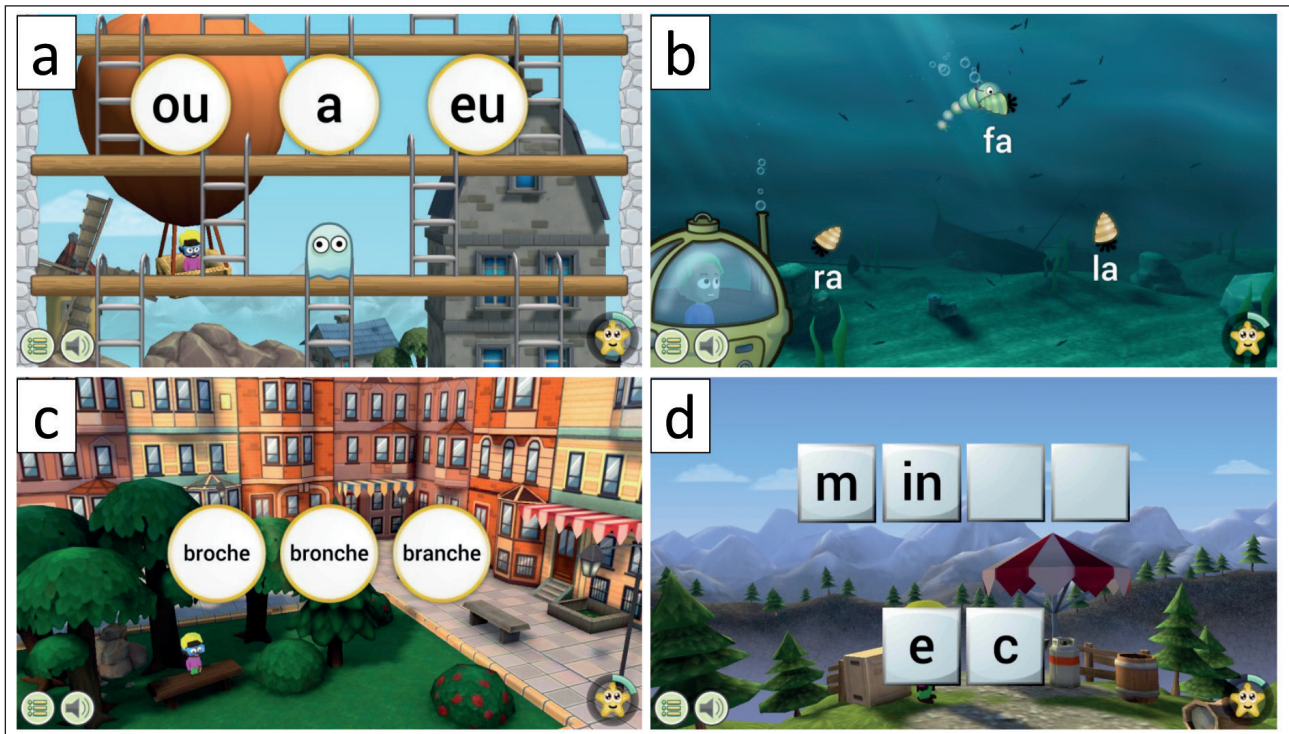 a
ou a eu
b
fa
ra
la
c
broche bronche branche
d
m in
e c